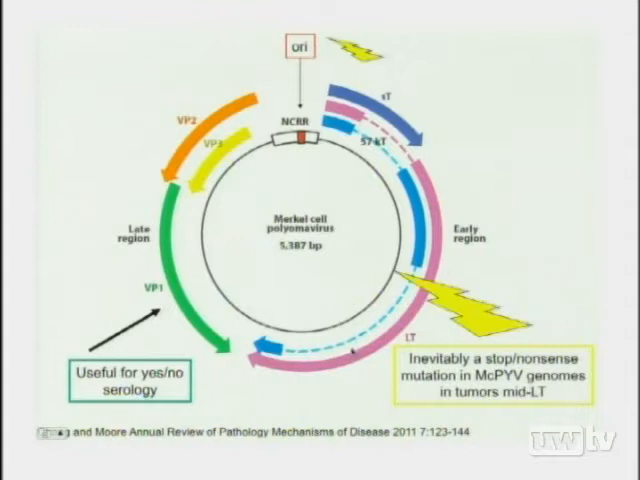 ori
sT
NCRR
VP2
VP3
57 kT
Merkel cell
polyomavirus
5,387 bp
Late
region
Early
region
VP1
LT
Useful for yes/no
serology
Inevitably a stop/nonsense
mutation in McPYV genomes
in tumors mid-LT
and Moore Annual Review of Pathology Mechanisms of Disease 2011 7:123-144
uwtv